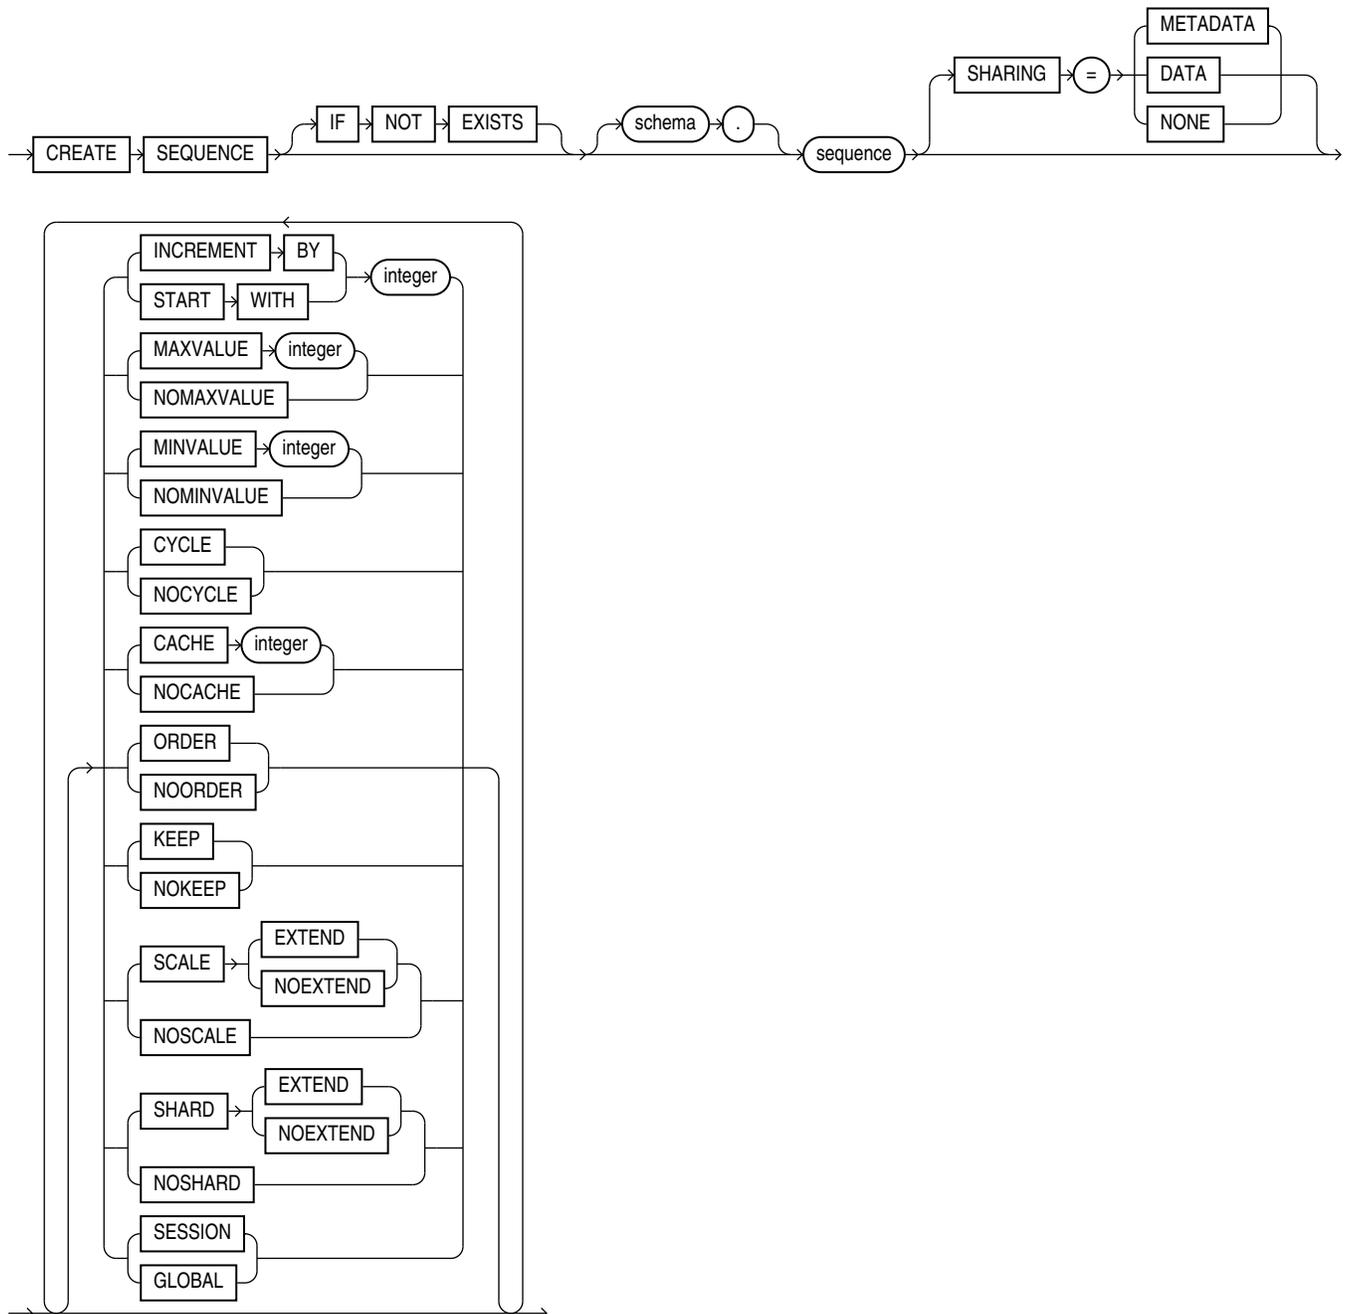 METADATA
SHARING = DATA
NONE
IF NOT EXISTS schema .
CREATE SEQUENCE sequence
INCREMENT BY
integer
START WITH
MAXVALUE integer
NOMAXVALUE
MINVALUE integer
NOMINVALUE
CYCLE
NOCYCLE
CACHE integer
NOCACHE
ORDER
NOORDER
KEEP
NOKEEP
EXTEND
SCALE
NOEXTEND
NOSCALE
EXTEND
SHARD
NOEXTEND
NOSHARD
SESSION
GLOBAL